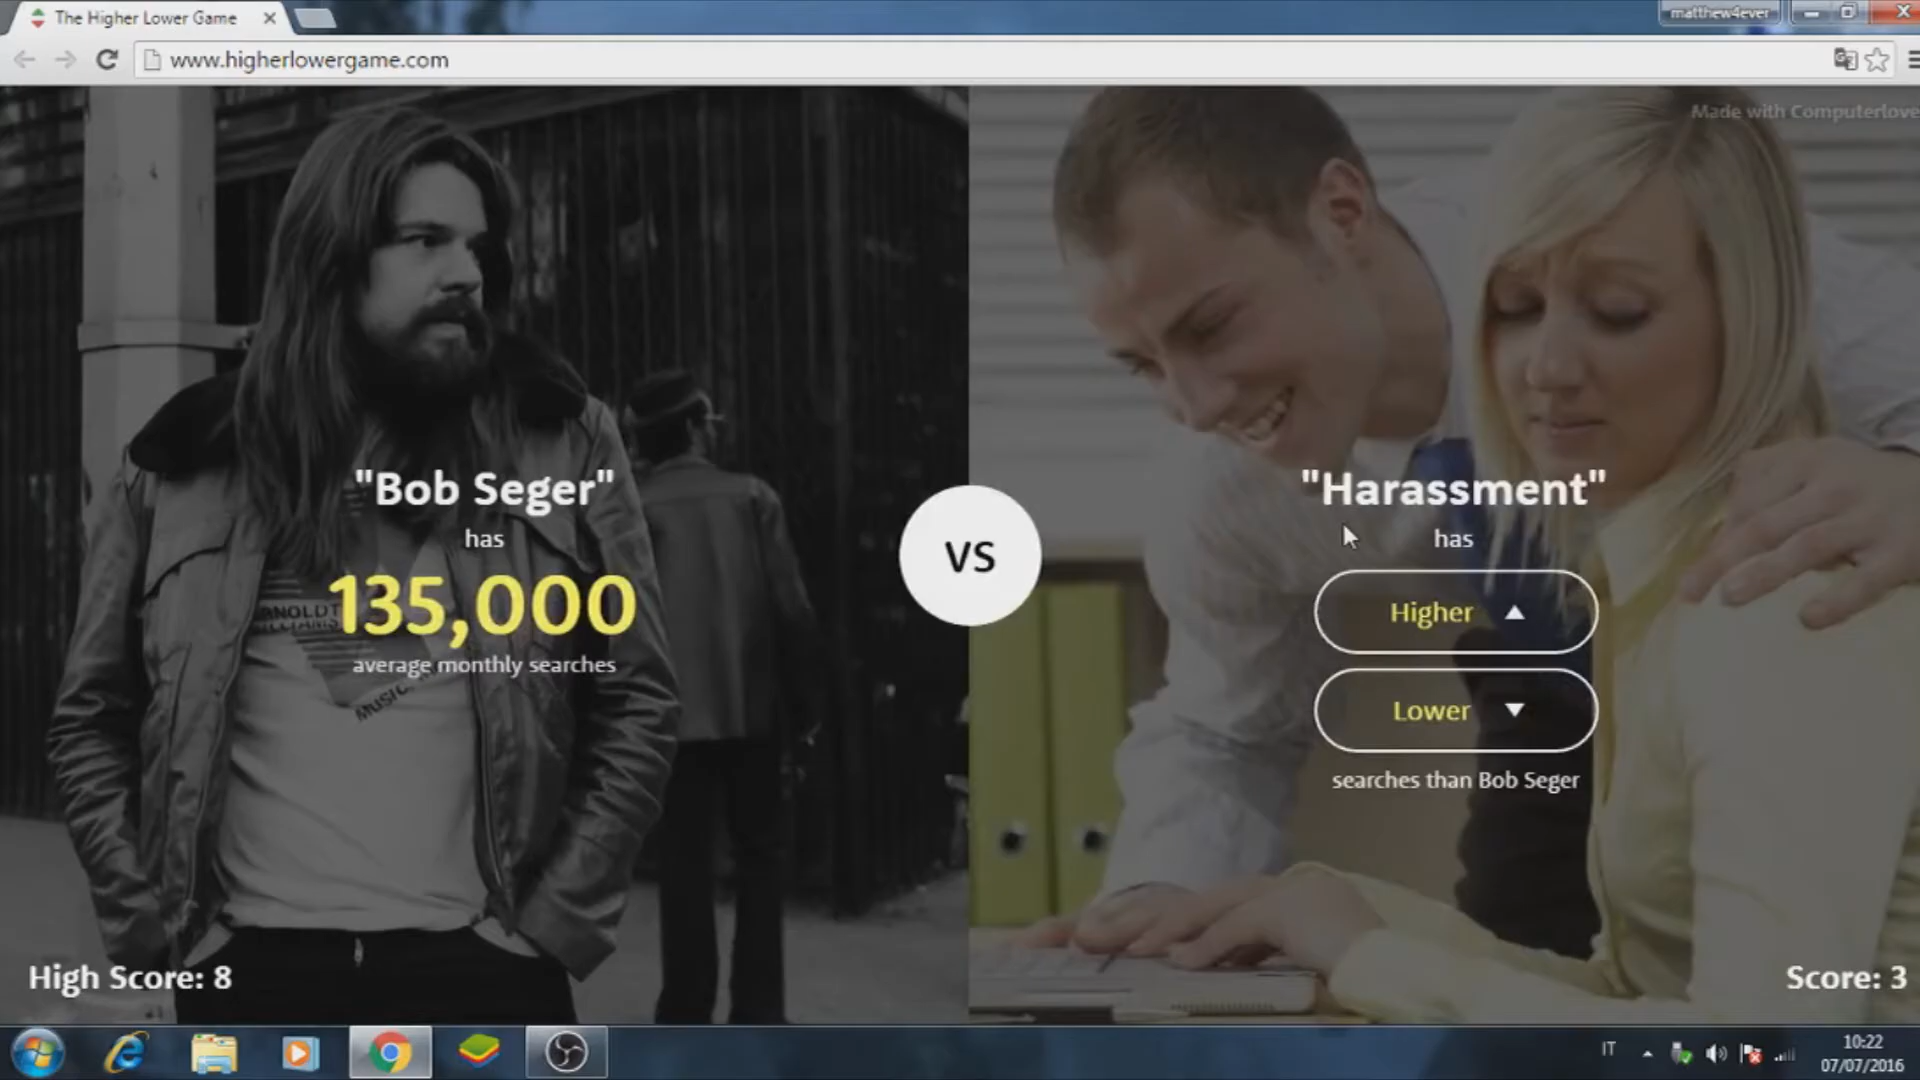 The Higher Lower Game
matthew4ever
www.higherlowergame.com
Made with Computerlove
"Bob Seger"
has
135,000
average monthly searches
VS
"Harassment"
has
Higher
Lower
searches than Bob Seger
High Score: 8
Score: 3
IT
10:22
07/07/2016